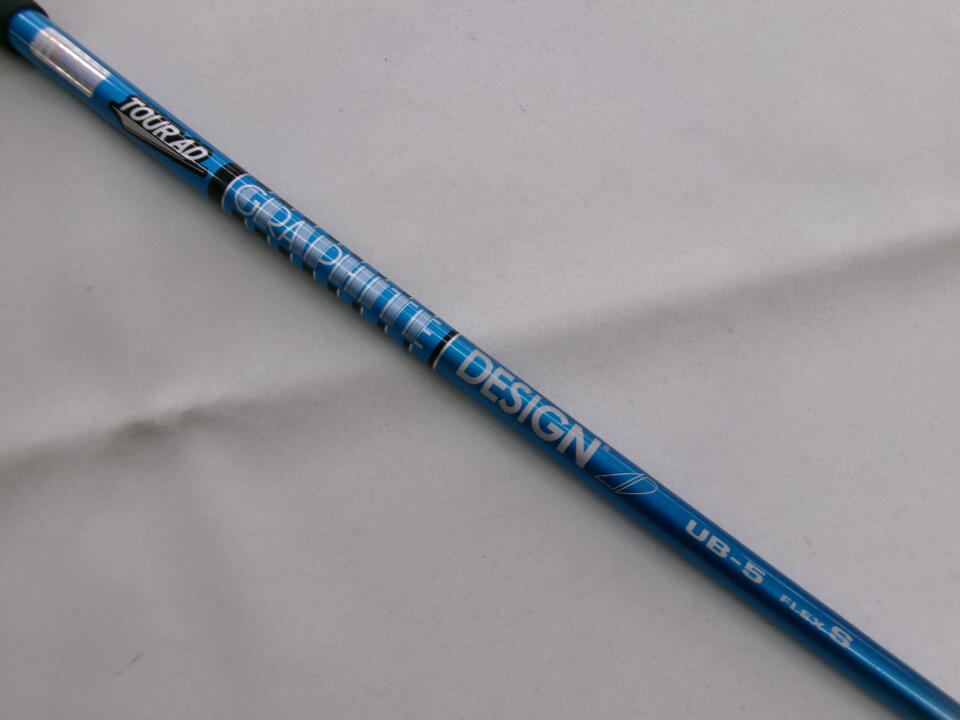 TOUR AD
GRAPHITE
DESIGN
UB-5
FLEX S